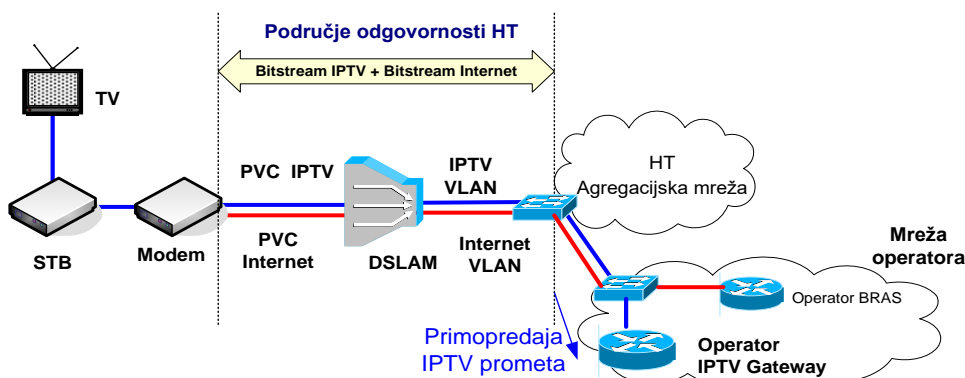 Područje odgovornosti HT
Bitstream IPTV + Bitstream Internet
TV
PVC IPTV
IPTV
VLAN
HT
Agregacijska mreža
STB
Modem
PVC
Internet
DSLAM
Internet
VLAN
Mreža
operatora
Operator BRAS
Primopredaja
IPTV prometa
Operator
IPTV Gateway